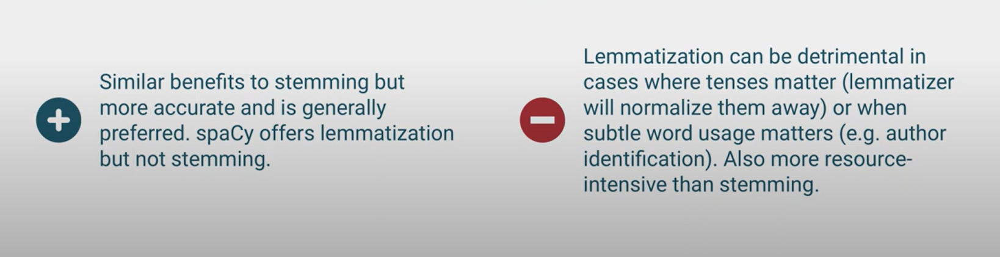 Similar benefits to stemming but
more accurate and is generally
preferred. spaCy offers lemmatization
but not stemming.
Lemmatization can be detrimental in
cases where tenses matter (lemmatizer
will normalize them away) or when
subtle word usage matters (e.g. author
identification). Also more resource-
intensive than stemming.